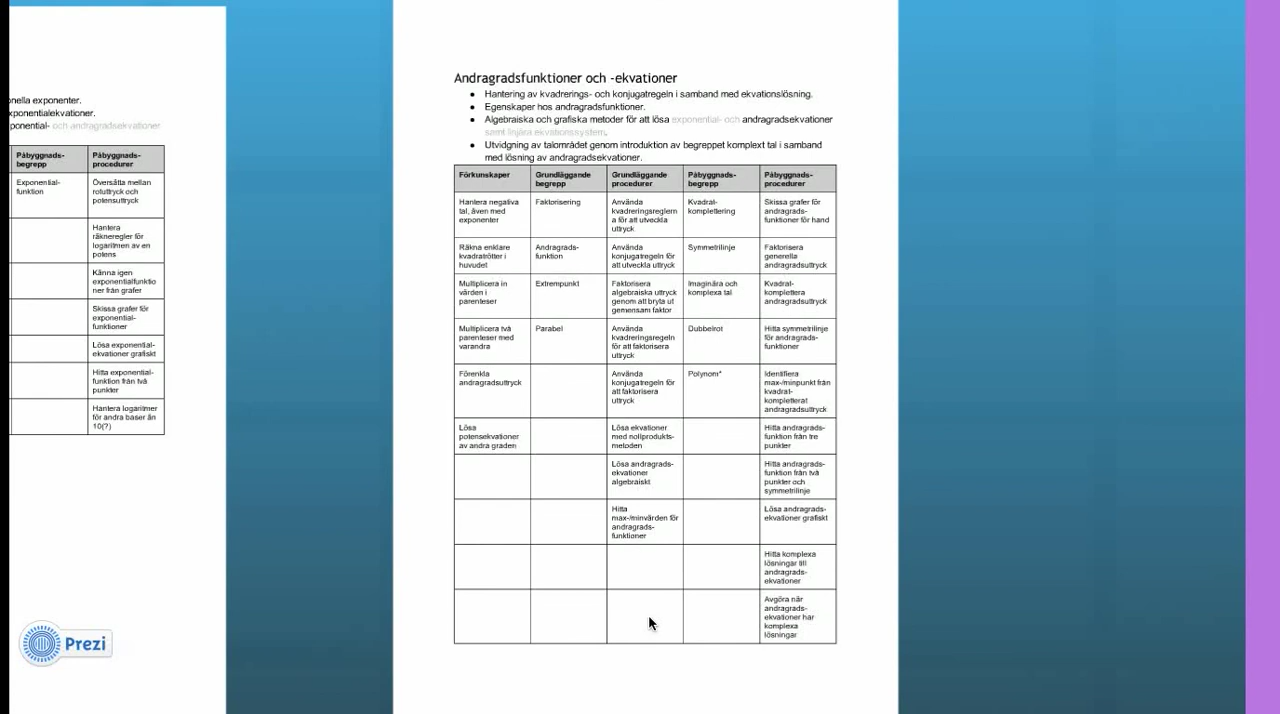 onella exponenter.
xponentialekvationer.
ponential- och andragradsekvationer
Påbyggnads-
begrepp
Påbyggnads-
procedurer
Exponential-
funktion
Översätta mellan
rotuttryck och
potensuttryck
Hantera
räkneregler för
logaritmen av en
potens
Känna igen
exponentialfunktio
ner från grafer
Skissa grafer för
exponential-
funktioner
Lösa exponential-
ekvationer grafiskt
Hitta exponential-
funktion från två
punkter
Hantera logaritmer
för andra baser än
10(?)
Prezi
Andragradsfunktioner och -ekvationer
● Hantering av kvadrerings- och konjugatregeln i samband med ekvationslösning.
● Egenskaper hos andragradsfunktioner.
● Algebraiska och grafiska metoder för att lösa exponential- och andragradsekvationer
samt linjära ekvationssystem.
● Utvidgning av talområdet genom introduktion av begreppet komplext tal i samband
med lösning av andragradsekvationer.
Förkunskaper
Grundläggande
begrepp
Grundläggande
procedurer
Påbyggnads-
begrepp
Påbyggnads-
procedurer
Hantera negativa
tal, även med
exponenter
Faktorisering
Använda
kvadreringsreglern
a för att utveckla
uttryck
Kvadrat-
komplettering
Skissa grafer för
andragrads-
funktioner för hand
Räkna enklare
kvadratrötter i
huvudet
Andragrads-
funktion
Använda
konjugatregeln för
att utveckla uttryck
Symmetrilinje
Faktorisera
generella
andragradsuttryck
Multiplicera in
värden i
parenteser
Extrempunkt
Faktorisera
algebraiska uttryck
genom att bryta ut
gemensam faktor
Imaginära och
komplexa tal
Kvadrat-
komplettera
andragradsuttryck
Multiplicera två
parenteser med
varandra
Parabel
Använda
kvadreringsregeln
för att faktorisera
uttryck
Dubbelrot
Hitta symmetrilinje
för andragrads-
funktioner
Förenkla
andragradsuttryck
Använda
konjugatregeln för
att faktorisera
uttryck
Polynom*
Identifiera
max-/minpunkt från
kvadrat-
kompletterat
andragradsuttryck
Lösa
potensekvationer
av andra graden
Lösa ekvationer
med nollprodukts-
metoden
Hitta andragrads-
funktion från tre
punkter
Lösa andragrads-
ekvationer
algebraiskt
Hitta andragrads-
funktion från två
punkter och
symmetrilinje
Hitta
max-/minvärden för
andragrads-
funktioner
Lösa andragrads-
ekvationer grafiskt
Hitta komplexa
lösningar till
andragrads-
ekvationer
Avgöra när
andragrads-
ekvationer har
komplexa
lösningar